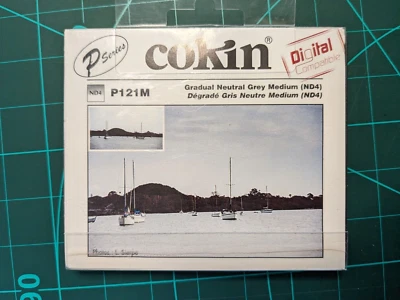 P Series
cokin®
Digital
Compatible
ND4 P121M
Gradual Neutral Grey Medium (ND4)
Dégradé Gris Neutre Medium (ND4)